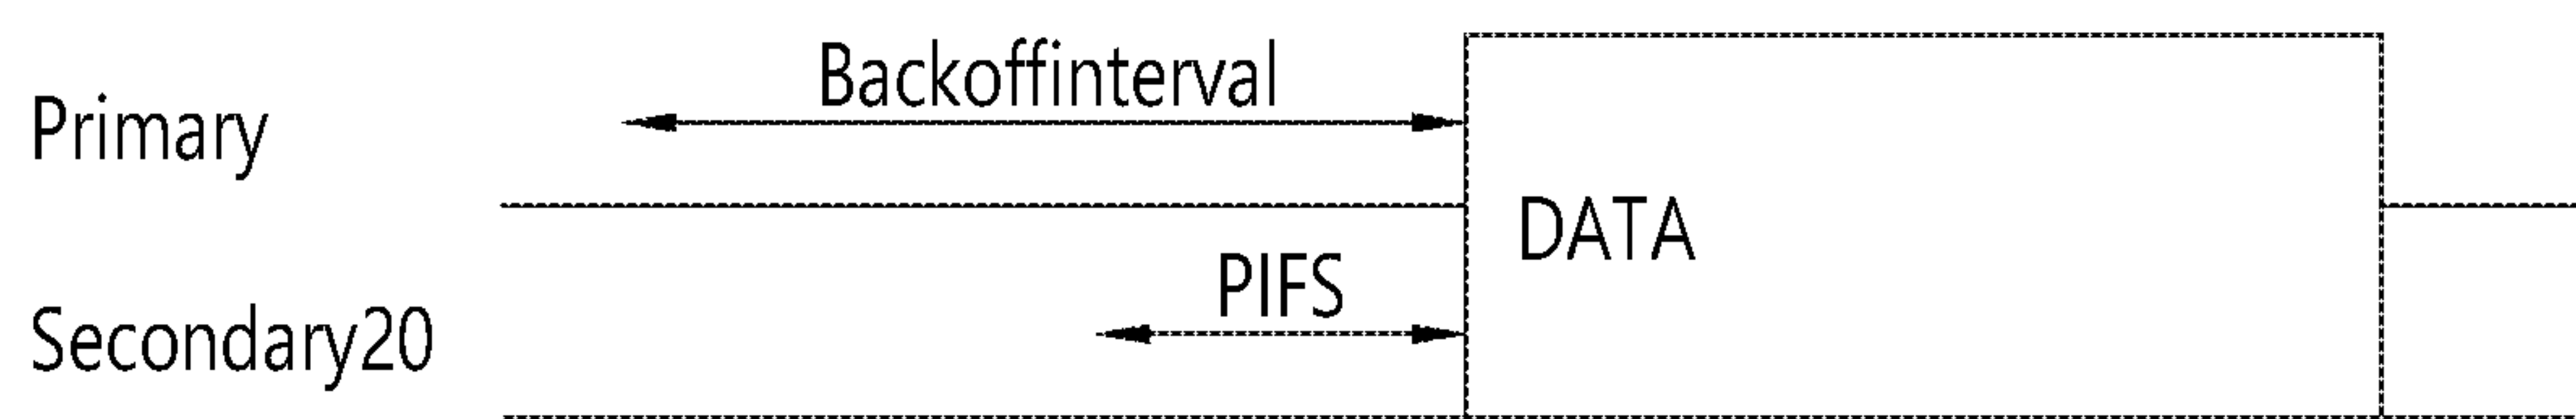 Backoffinterval
Primary
DATA
PIFS
Secondary20